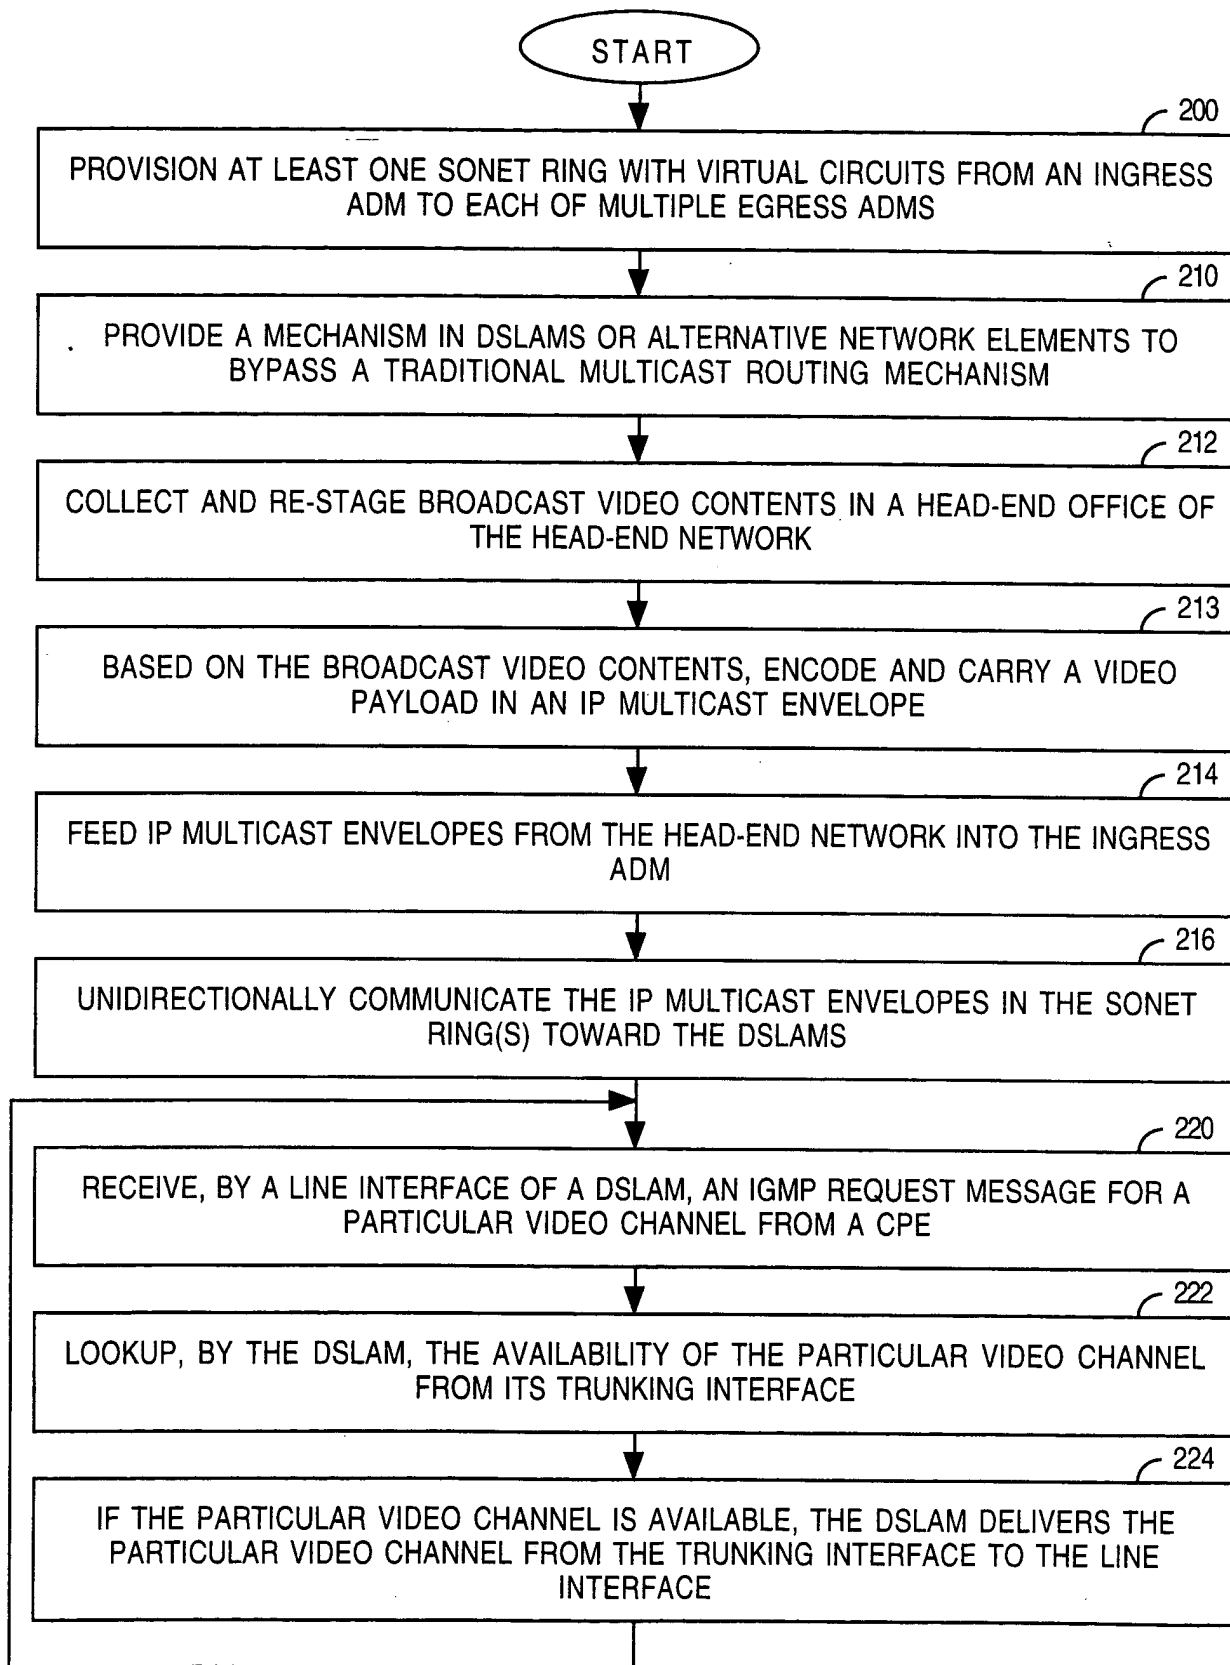 START
200
PROVISION AT LEAST ONE SONET RING WITH VIRTUAL CIRCUITS FROM AN INGRESS
ADM TO EACH OF MULTIPLE EGRESS ADMS
210
PROVIDE A MECHANISM IN DSLAMS OR ALTERNATIVE NETWORK ELEMENTS TO
BYPASS A TRADITIONAL MULTICAST ROUTING MECHANISM
212
COLLECT AND RE-STAGE BROADCAST VIDEO CONTENTS IN A HEAD-END OFFICE OF
THE HEAD-END NETWORK
213
BASED ON THE BROADCAST VIDEO CONTENTS, ENCODE AND CARRY A VIDEO
PAYLOAD IN AN IP MULTICAST ENVELOPE
214
FEED IP MULTICAST ENVELOPES FROM THE HEAD-END NETWORK INTO THE INGRESS
ADM
216
UNIDIRECTIONALLY COMMUNICATE THE IP MULTICAST ENVELOPES IN THE SONET
RING(S) TOWARD THE DSLAMS
220
RECEIVE, BY A LINE INTERFACE OF A DSLAM, AN IGMP REQUEST MESSAGE FOR A
PARTICULAR VIDEO CHANNEL FROM A CPE
222
LOOKUP, BY THE DSLAM, THE AVAILABILITY OF THE PARTICULAR VIDEO CHANNEL
FROM ITS TRUNKING INTERFACE
224
IF THE PARTICULAR VIDEO CHANNEL IS AVAILABLE, THE DSLAM DELIVERS THE
PARTICULAR VIDEO CHANNEL FROM THE TRUNKING INTERFACE TO THE LINE
INTERFACE